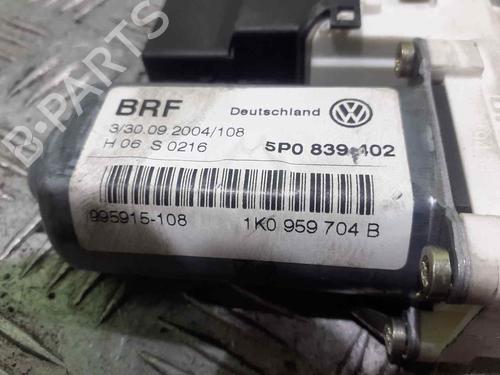 B-PARTS
BRF
Deutschland
3/30.09 2004/108
H 06 S 0216
5P0 839 402
995915-108
1K0 959 704 B